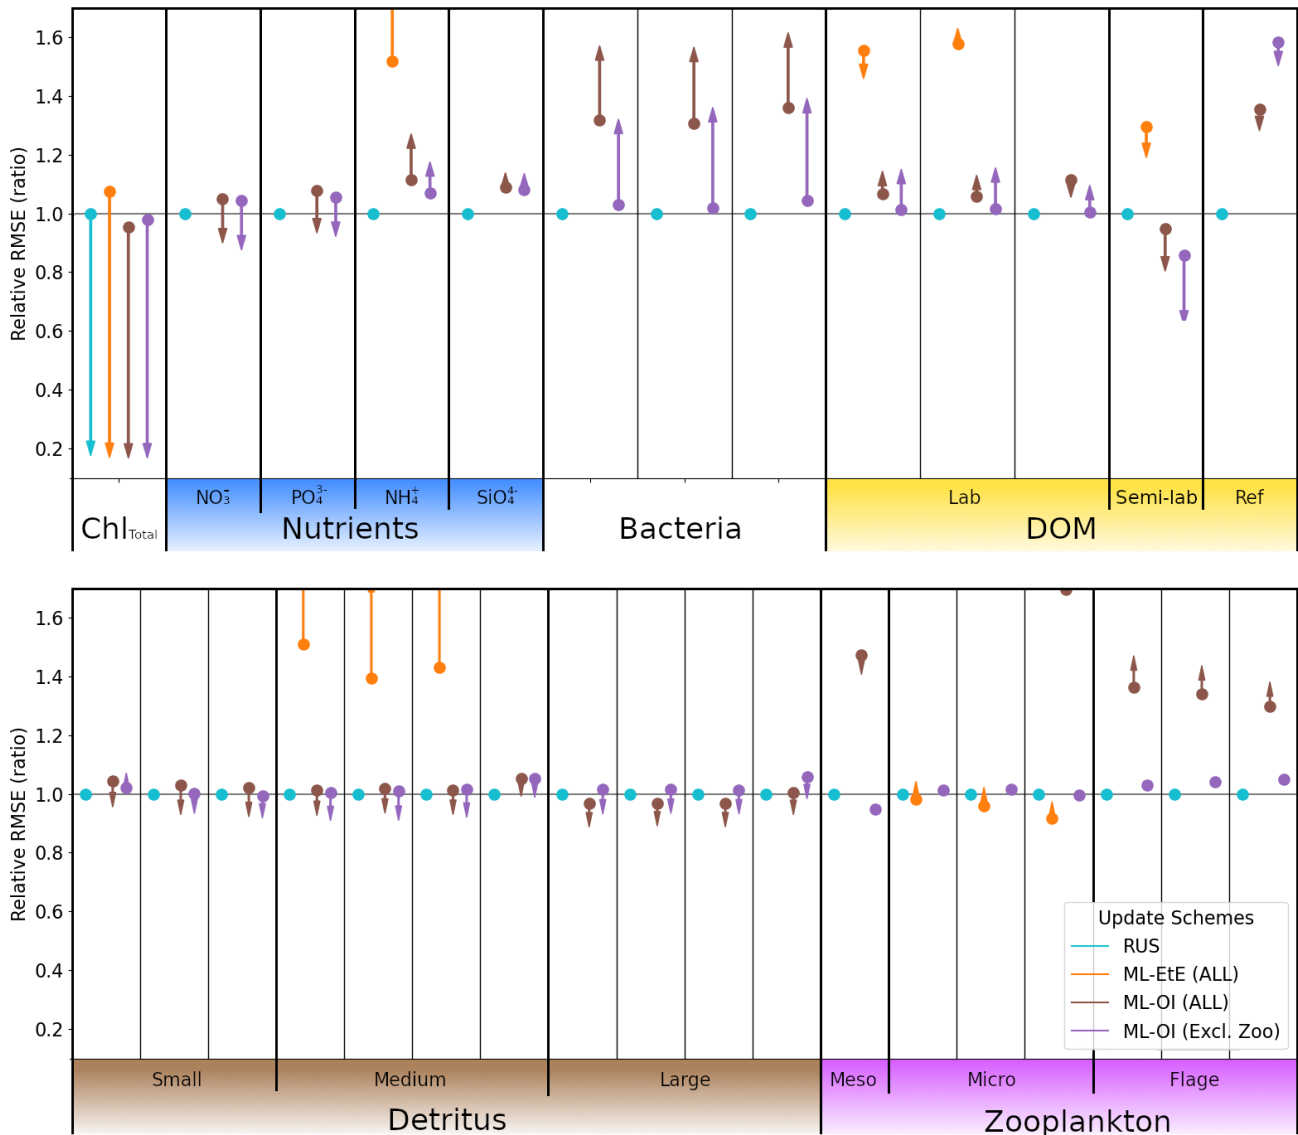 Relative RMSE (ratio)
1.6
1.4
1.2
1.0
0.8
0.6
0.4
0.2
NO₃⁻ PO₄³⁻ NH₄⁺ SiO₄⁴⁻ Lab Semi-lab Ref
Chl Total Nutrients Bacteria DOM
Relative RMSE (ratio)
1.6
1.4
1.2
1.0
0.8
0.6
0.4
0.2
Update Schemes
RUS
ML-EtE (ALL)
ML-OI (ALL)
ML-OI (Excl. Zoo)
Small Medium Large Meso Micro Flage
Detritus Zooplankton